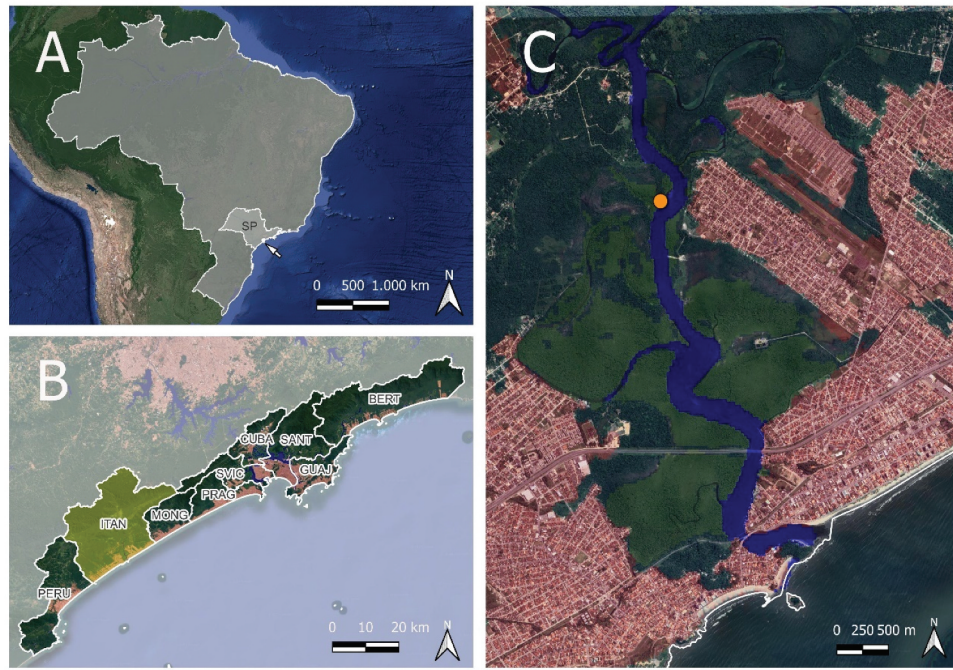 A
SP
N
0 500 1.000 km
B
BERT
CUBA
SANT
SVIC
GUAJ
PRAG
MONG
ITAN
PERU
N
0 10 20 km
C
N
0 250 500 m